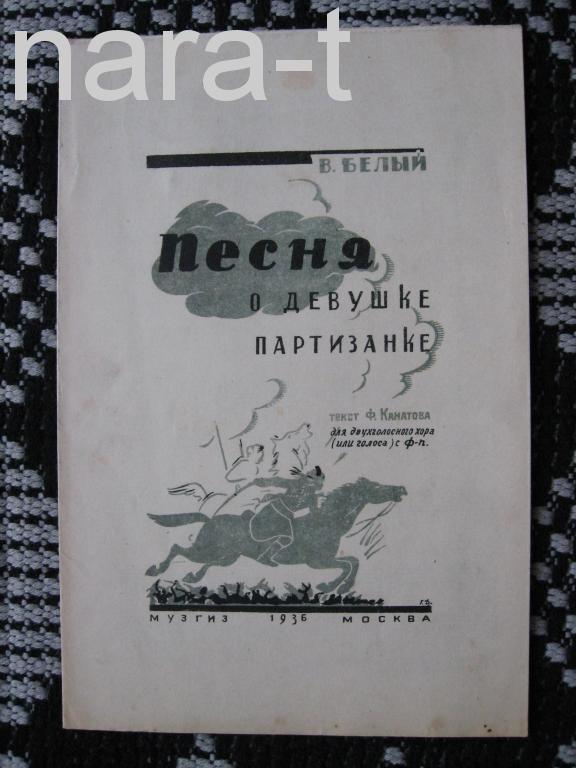 nara-t
В. БЕЛЫЙ
Песня
О ДЕВУШКЕ
ПАРТИЗАНКЕ
ТЕКСТ Ф. КАНАТОВА
для двухголосного хора
(или голоса) с ф-п.
Г.Б.
МУЗГИЗ 1936 МОСКВА